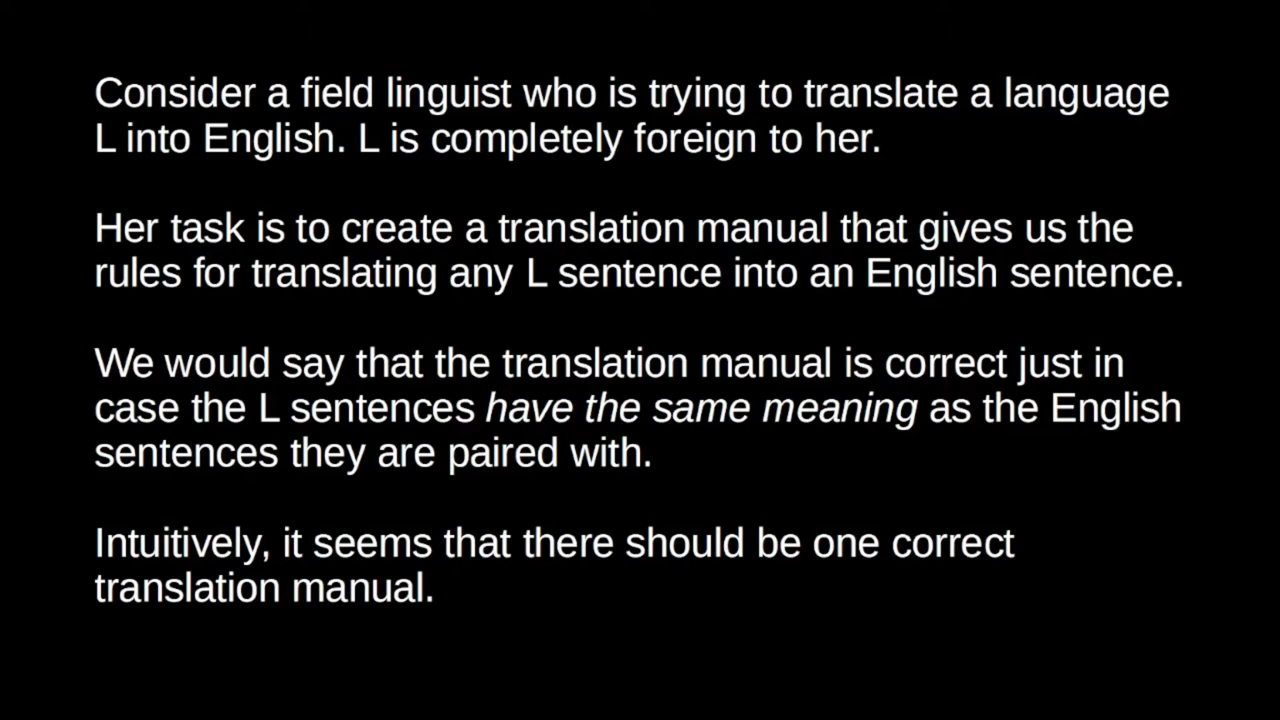 Consider a field linguist who is trying to translate a language
L into English. L is completely foreign to her.
Her task is to create a translation manual that gives us the
rules for translating any L sentence into an English sentence.
We would say that the translation manual is correct just in
case the L sentences have the same meaning as the English
sentences they are paired with.
Intuitively, it seems that there should be one correct
translation manual.